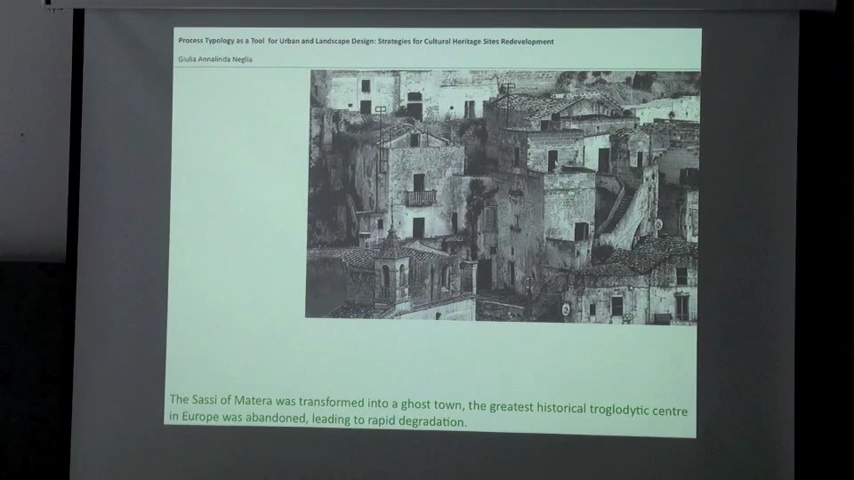 Process Typology as a Tool for Urban and Landscape Design: Strategies for Cultural Heritage Sites Redevelopment
Giulia Annalinda Neglia
The Sassi of Matera was transformed into a ghost town, the greatest historical troglodytic centre
in Europe was abandoned, leading to rapid degradation.